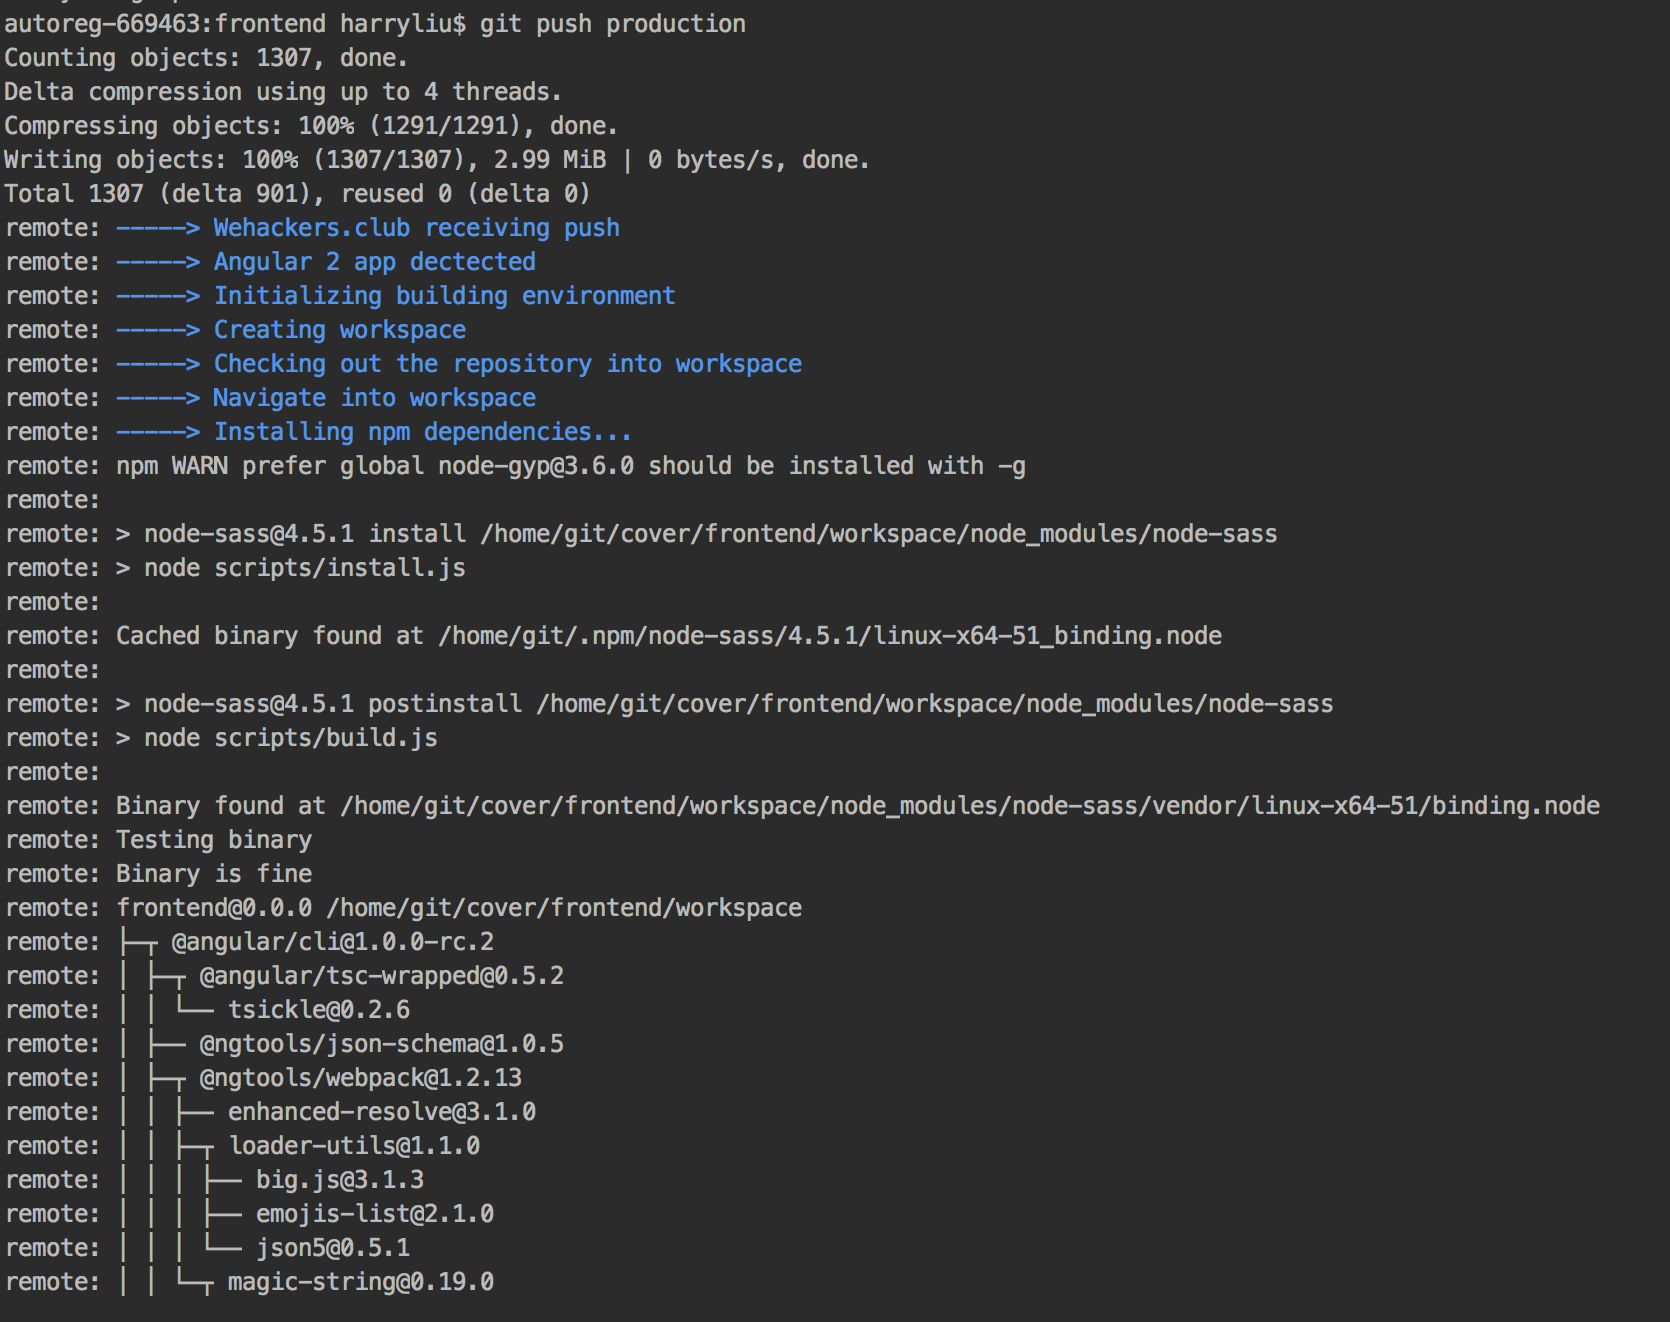 autoreg-669463:frontend harryliu$ git push production
Counting objects: 1307, done.
Delta compression using up to 4 threads.
Compressing objects: 100% (1291/1291), done.
Writing objects: 100% (1307/1307), 2.99 MiB | 0 bytes/s, done.
Total 1307 (delta 901), reused 0 (delta 0)
remote: -----> Wehackers.club receiving push
remote: -----> Angular 2 app dectected
remote: -----> Initializing building environment
remote: -----> Creating workspace
remote: -----> Checking out the repository into workspace
remote: -----> Navigate into workspace
remote: -----> Installing npm dependencies...
remote: npm WARN prefer global node-gyp@3.6.0 should be installed with -g
remote:
remote: > node-sass@4.5.1 install /home/git/cover/frontend/workspace/node_modules/node-sass
remote: > node scripts/install.js
remote:
remote: Cached binary found at /home/git/.npm/node-sass/4.5.1/linux-x64-51_binding.node
remote:
remote: > node-sass@4.5.1 postinstall /home/git/cover/frontend/workspace/node_modules/node-sass
remote: > node scripts/build.js
remote:
remote: Binary found at /home/git/cover/frontend/workspace/node_modules/node-sass/vendor/linux-x64-51/binding.node
remote: Testing binary
remote: Binary is fine
remote: frontend@0.0.0 /home/git/cover/frontend/workspace
remote: ├─┬ @angular/cli@1.0.0-rc.2
remote: │ ├─┬ @angular/tsc-wrapped@0.5.2
remote: │ │ └── tsickle@0.2.6
remote: │ ├── @ngtools/json-schema@1.0.5
remote: │ ├─┬ @ngtools/webpack@1.2.13
remote: │ │ ├── enhanced-resolve@3.1.0
remote: │ │ ├─┬ loader-utils@1.1.0
remote: │ │ │ ├── big.js@3.1.3
remote: │ │ │ ├── emojis-list@2.1.0
remote: │ │ │ └── json5@0.5.1
remote: │ │ └─┬ magic-string@0.19.0